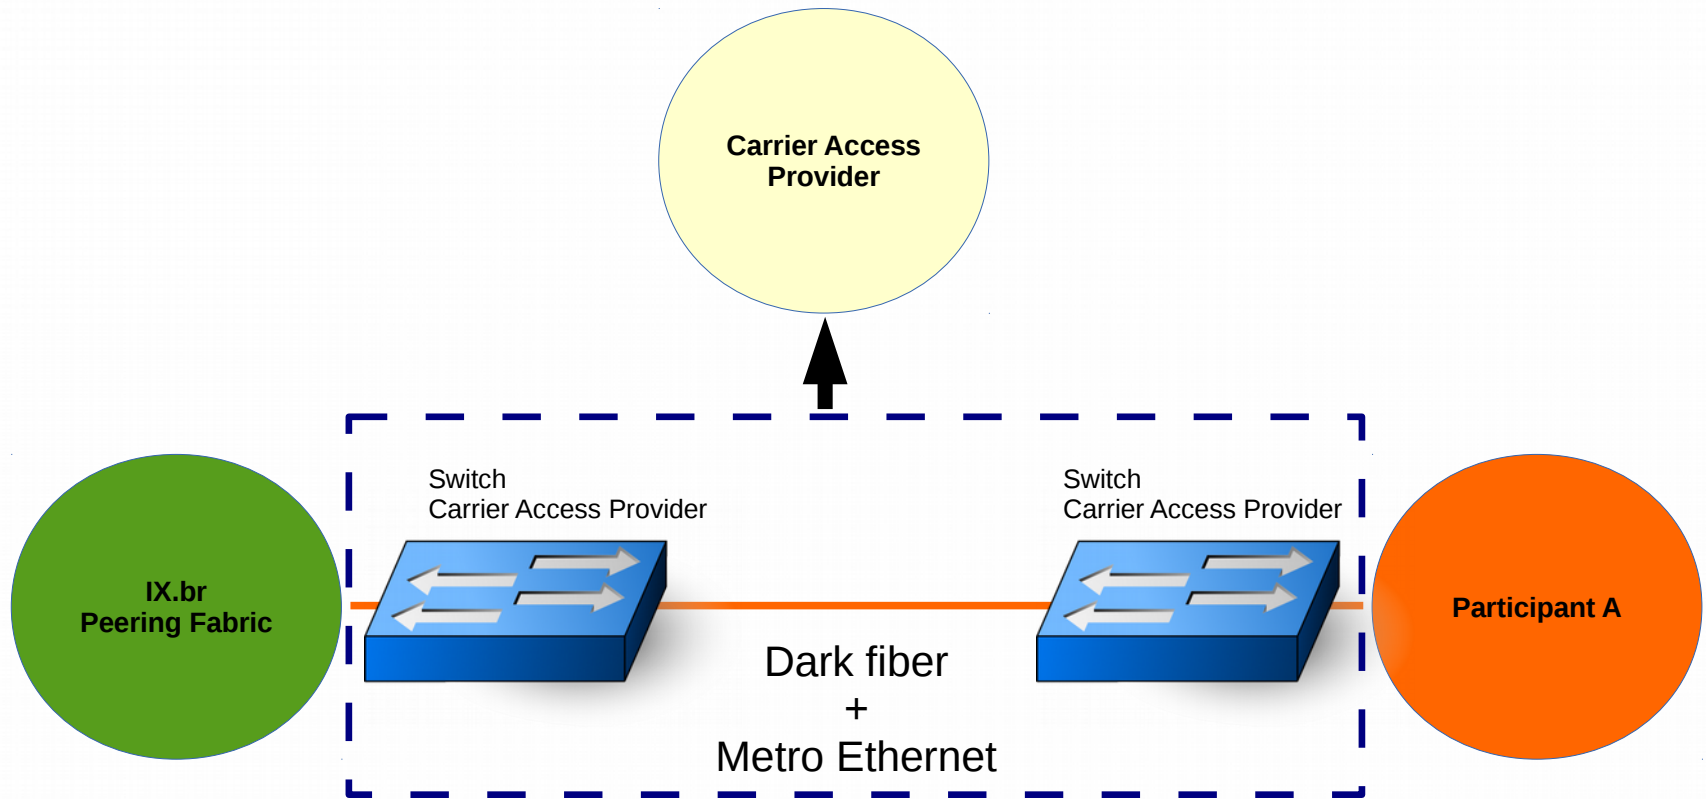 Carrier Access
Provider
Switch
Carrier Access Provider
Switch
Carrier Access Provider
IX.br
Peering Fabric
Participant A
Dark fiber
+
Metro Ethernet